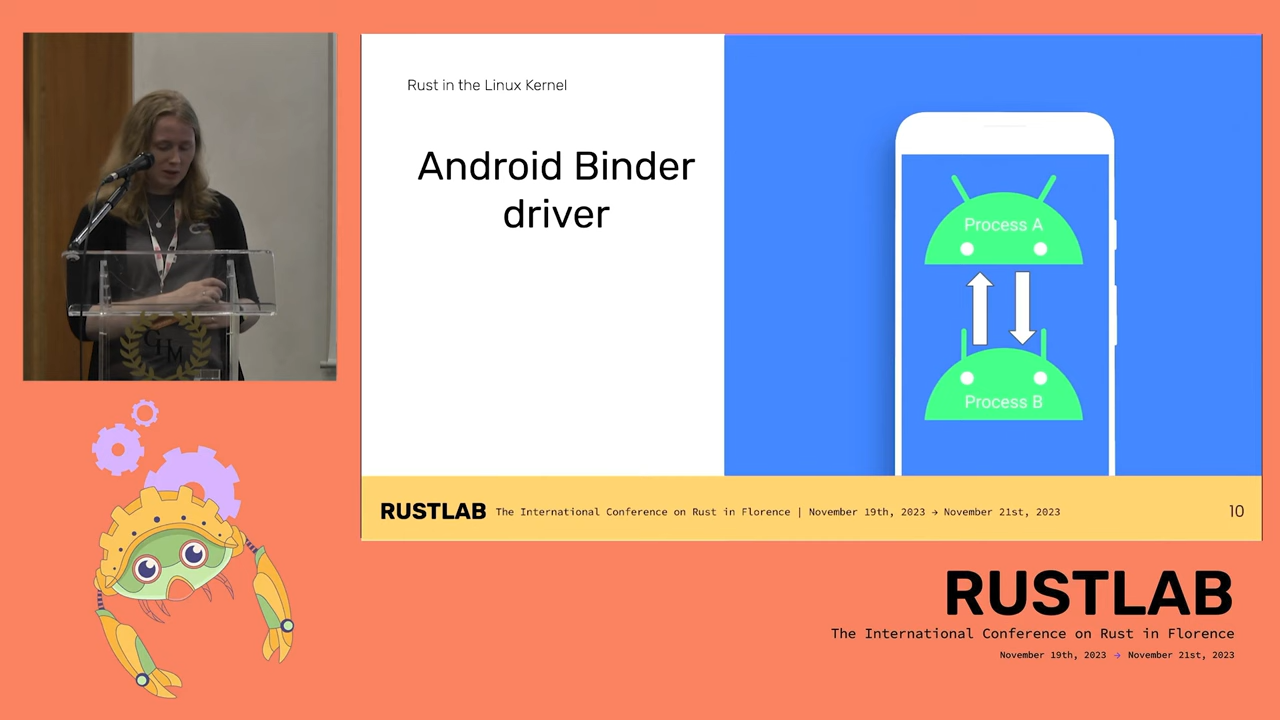 Rust in the Linux Kernel
Android Binder
driver
Process A
Process B
RUSTLAB The International Conference on Rust in Florence | November 19th, 2023 → November 21st, 2023
10
GHM
RUSTLAB
The International Conference on Rust in Florence
November 19th, 2023 → November 21st, 2023